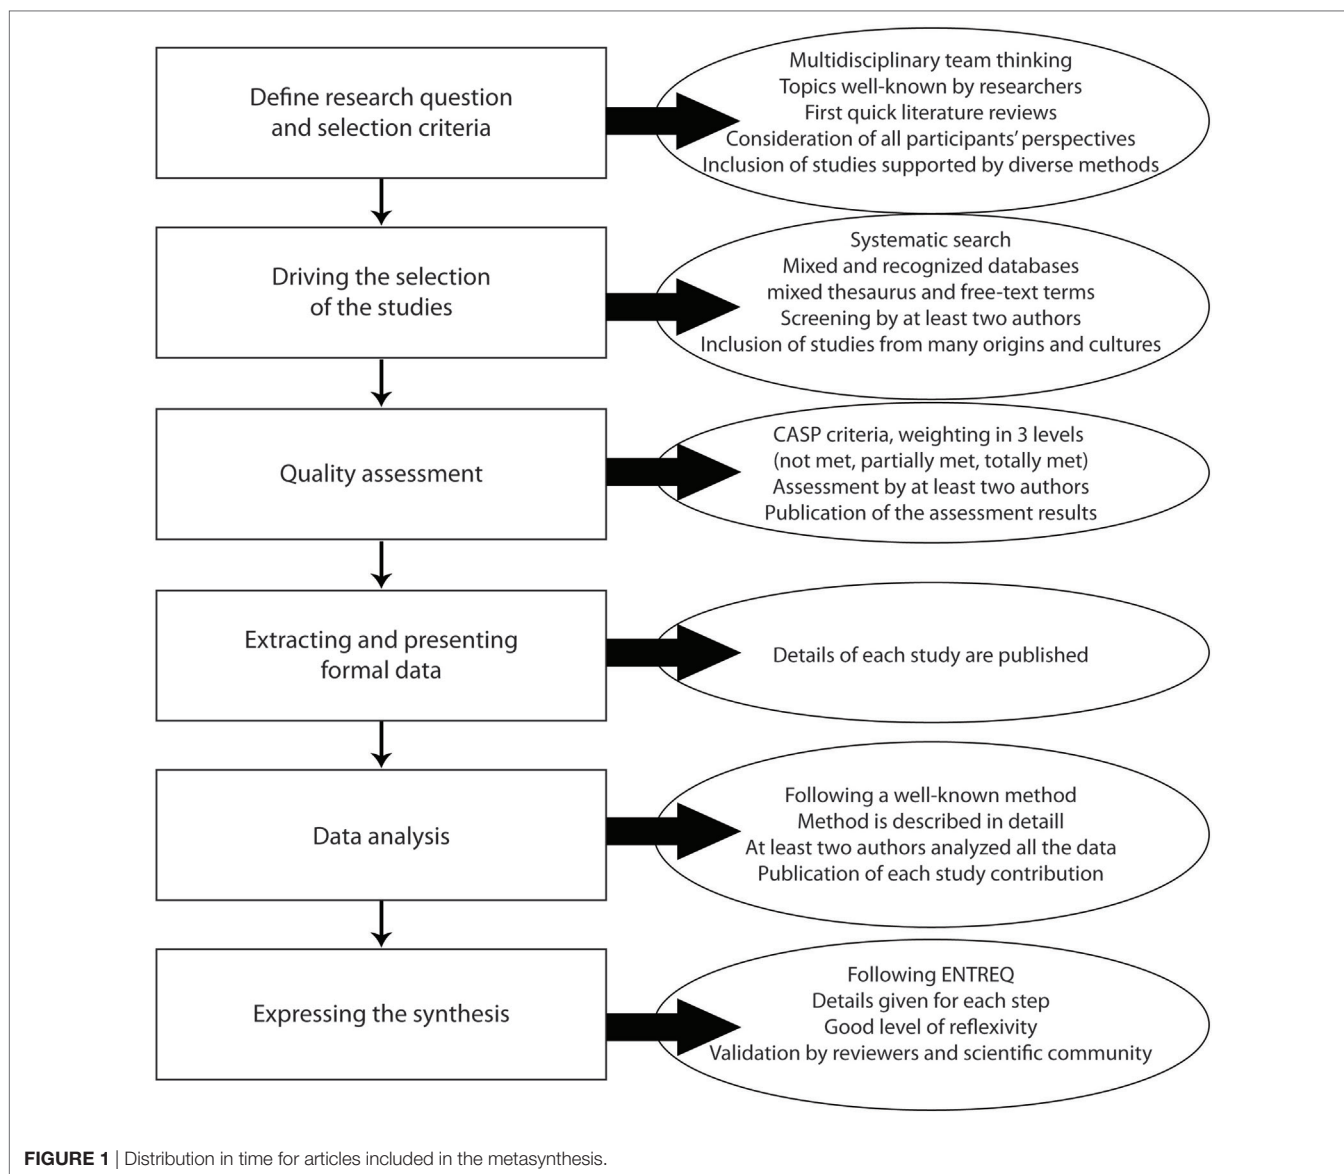 Define research question
and selection criteria
Multidisciplinary team thinking
Topics well-known by researchers
First quick literature reviews
Consideration of all participants' perspectives
Inclusion of studies supported by diverse methods
Driving the selection
of the studies
Systematic search
Mixed and recognized databases
mixed thesaurus and free-text terms
Screening by at least two authors
Inclusion of studies from many origins and cultures
Quality assessment
CASP criteria, weighting in 3 levels
(not met, partially met, totally met)
Assessment by at least two authors
Publication of the assessment results
Extracting and presenting
formal data
Details of each study are published
Data analysis
Following a well-known method
Method is described in detaill
At least two authors analyzed all the data
Publication of each study contribution
Expressing the synthesis
Following ENTREQ
Details given for each step
Good level of reflexivity
Validation by reviewers and scientific community
FIGURE 1 | Distribution in time for articles included in the metasynthesis.